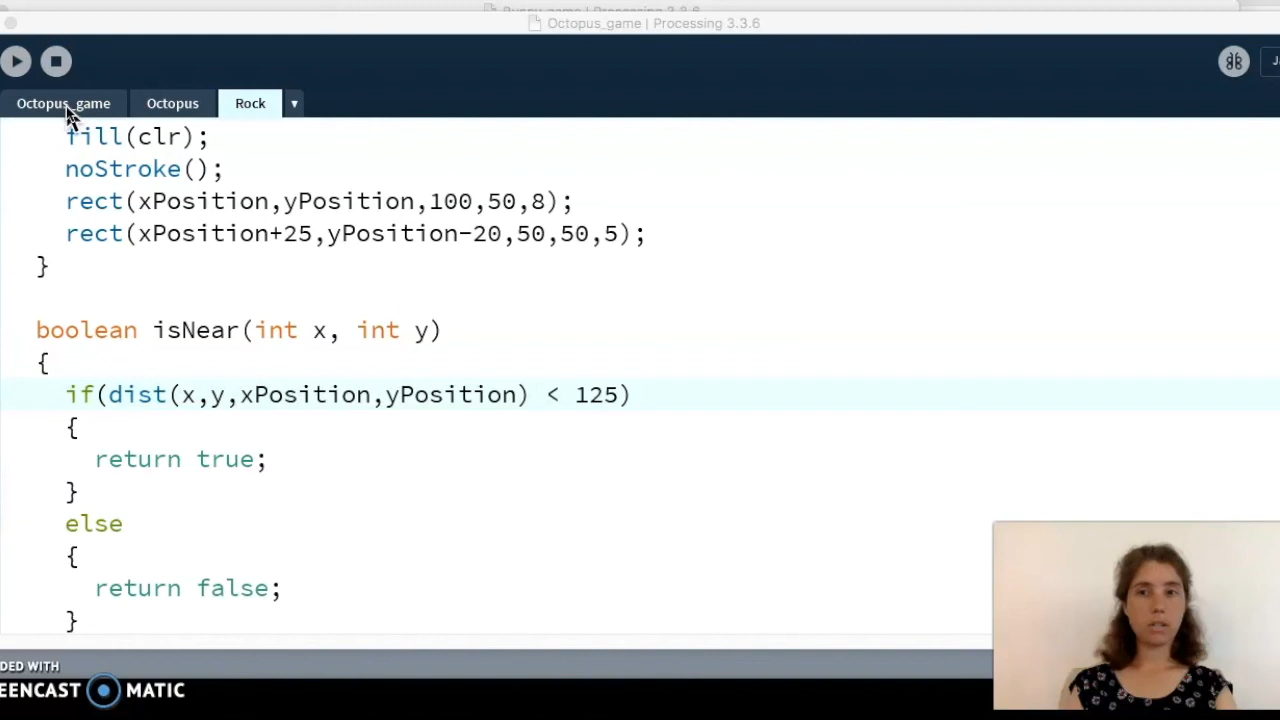 Octopus_game | Processing 3.3.6
Octopus_game Octopus Rock ▼
fill(clr);
noStroke();
rect(xPosition,yPosition,100,50,8);
rect(xPosition+25,yPosition-20,50,50,5);
}
boolean isNear(int x, int y)
{
if(dist(x,y,xPosition,yPosition) < 125)
{
return true;
}
else
{
return false;
}
DED WITH
EENCAST MATIC